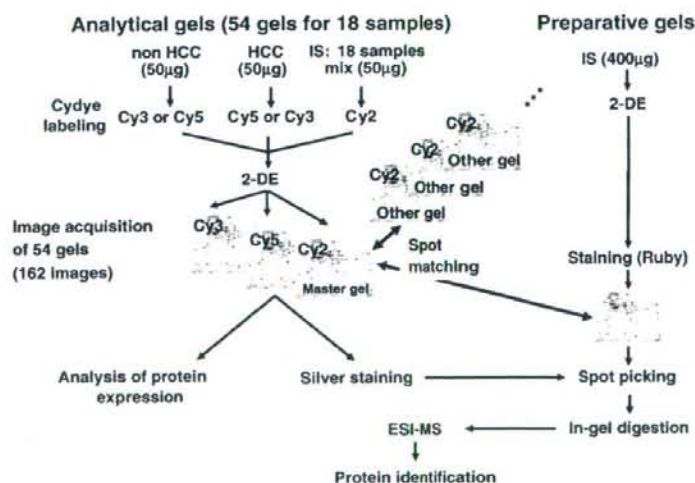 Analytical gels (54 gels for 18 samples)
Preparative gels
non HCC
(50μg)
HCC
(50μg)
IS: 18 samples
mix (50μg)
IS (400μg)
Cydye
labeling
Cy3 or Cy5
Cy5 or Cy3
Cy2
2-DE
2-DE
Cy2
Other gel
Cy2
Other gel
Cy2
Other gel
Image acquisition
of 54 gels
(162 images)
Cy3
Cy5
Cy2
Master gel
Spot
matching
Staining (Ruby)
Analysis of protein
expression
Silver staining
Spot picking
ESI-MS
In-gel digestion
Protein identification